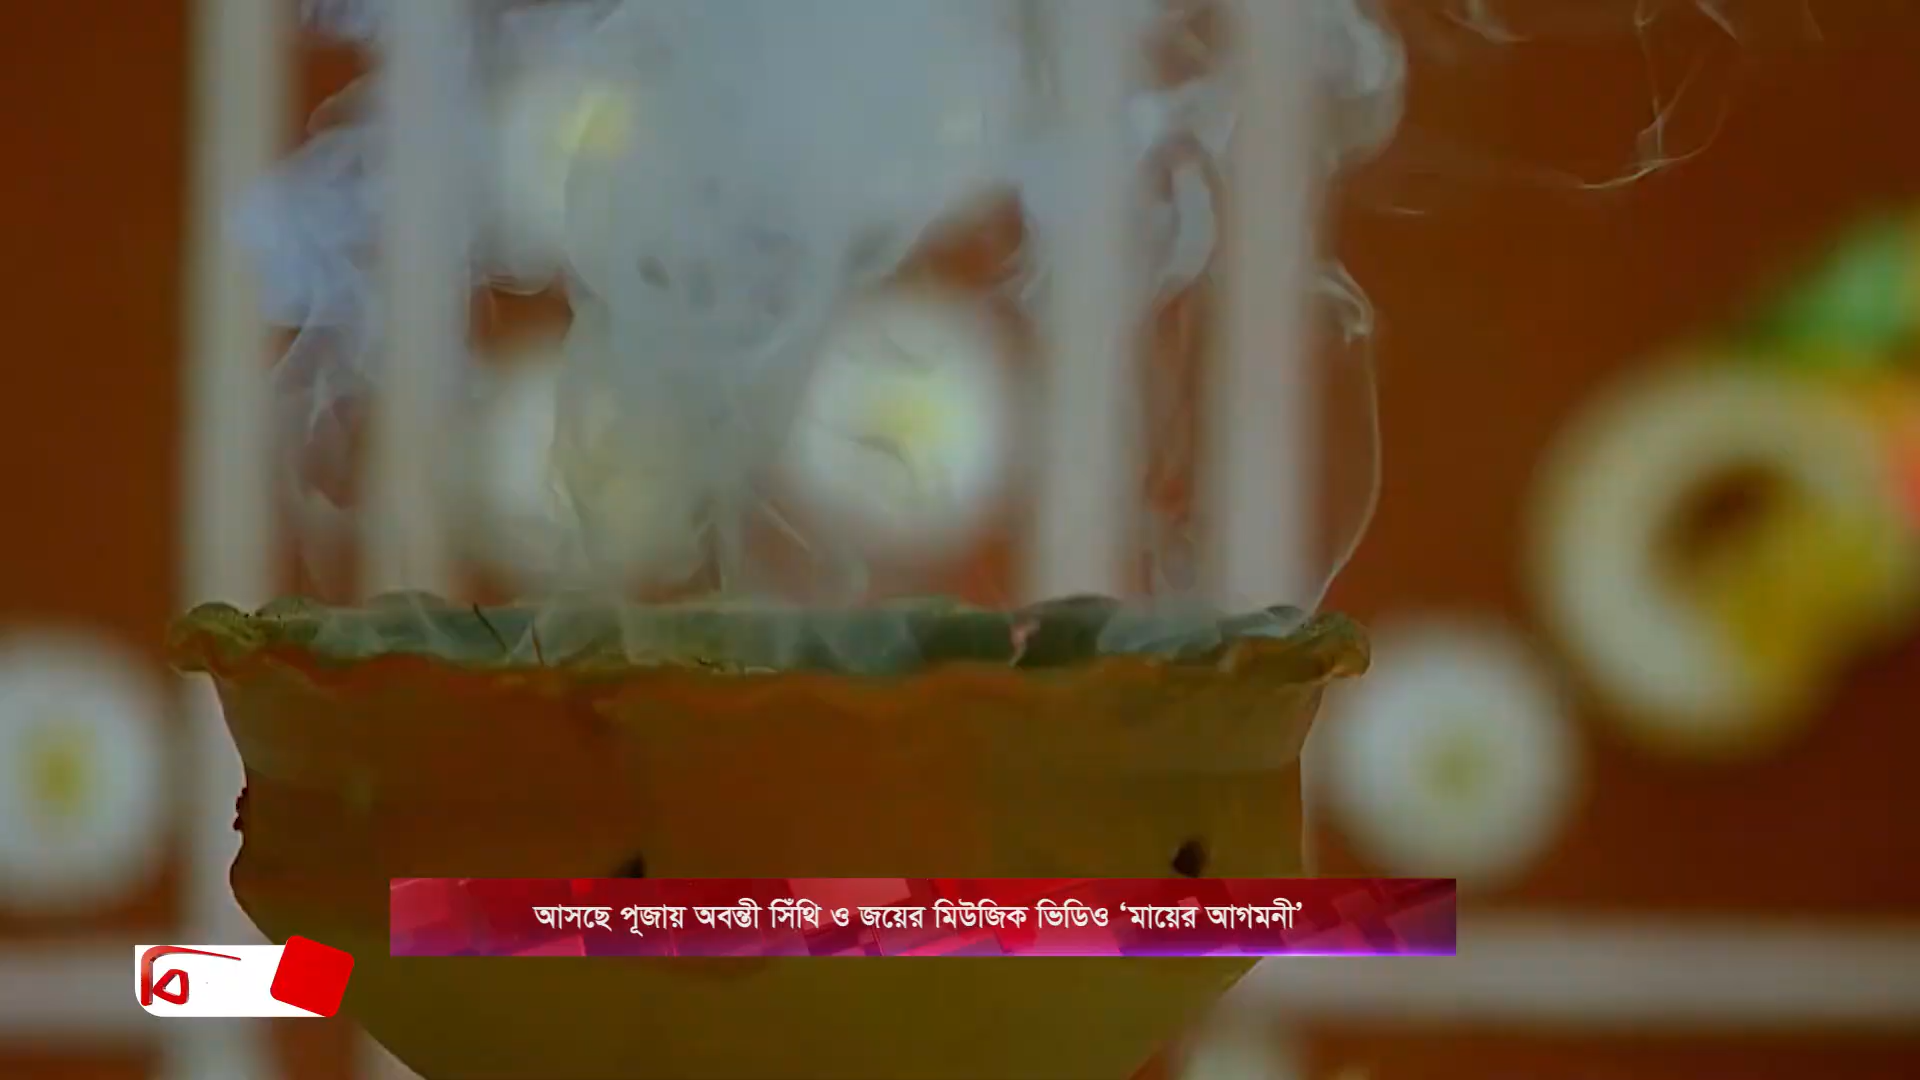 আসছে পূজায় অবন্তী সিঁথি ও জয়ের মিউজিক ভিডিও ‘মায়ের আগমনী’